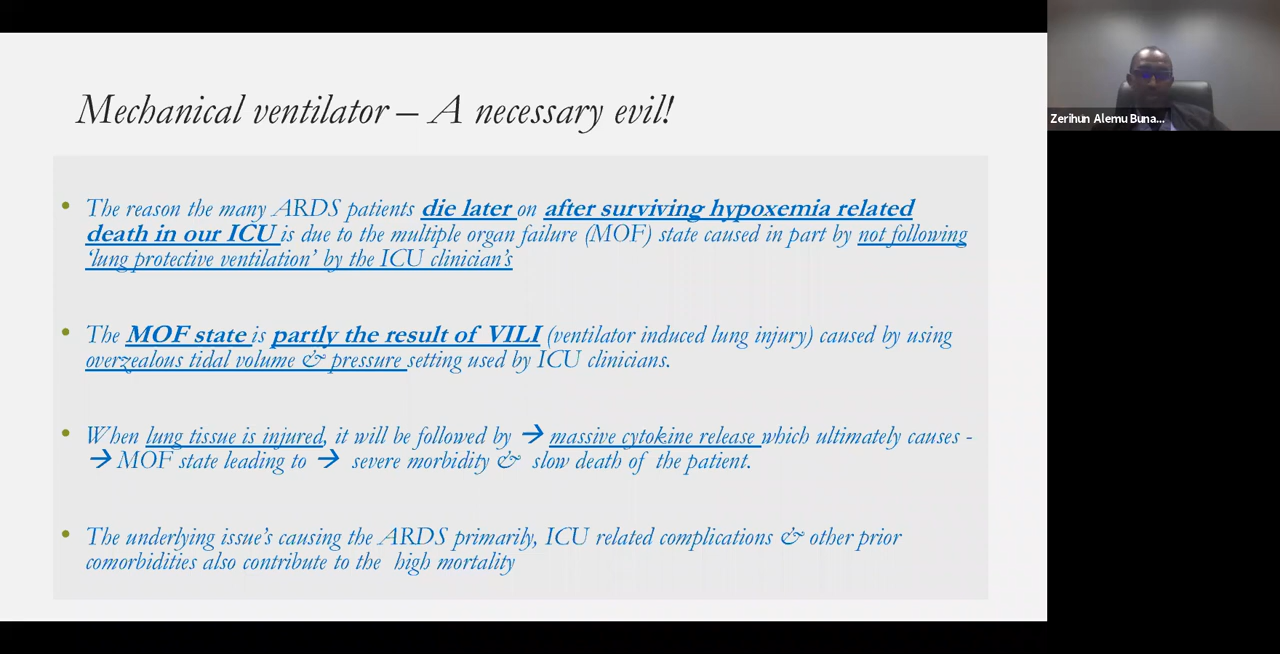 Mechanical ventilator – A necessary evil!
• The reason the many ARDS patients die later on after surviving hypoxemia related
death in our ICU is due to the multiple organ failure (MOF) state caused in part by not following
‘lung protective ventilation’ by the ICU clinician’s
• The MOF state is partly the result of VILI (ventilator induced lung injury) caused by using
overzealous tidal volume & pressure setting used by ICU clinicians.
• When lung tissue is injured, it will be followed by → massive cytokine release which ultimately causes -
→ MOF state leading to → severe morbidity & slow death of the patient.
• The underlying issue’s causing the ARDS primarily, ICU related complications & other prior
comorbidities also contribute to the high mortality
Zerihun Alemu Buna...